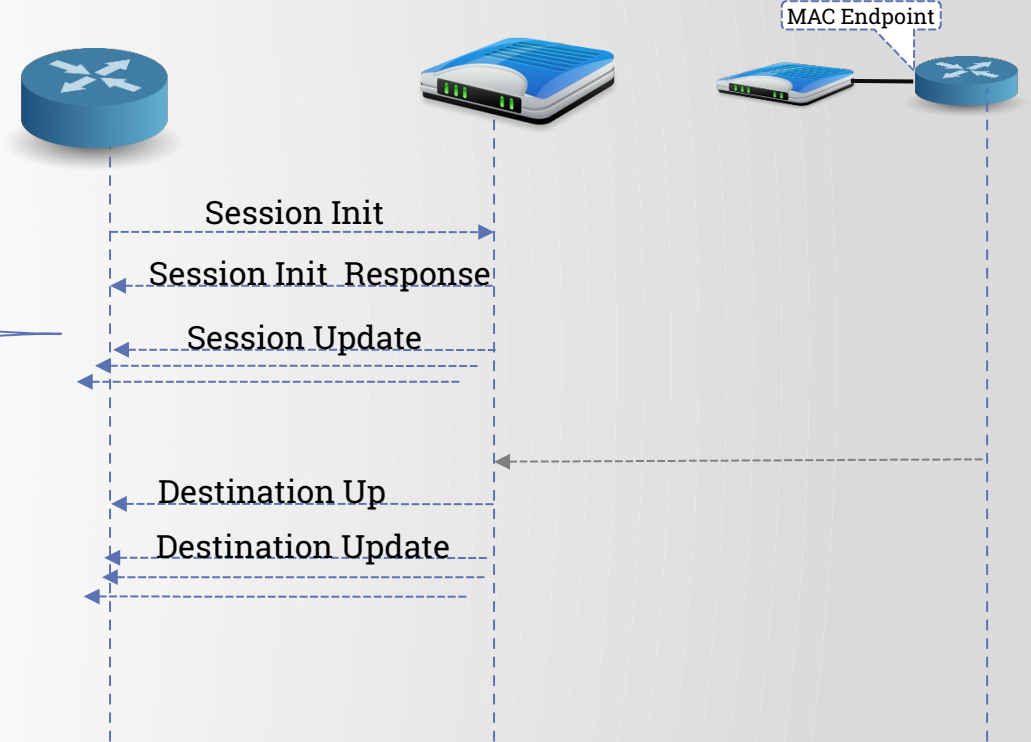 MAC Endpoint
Session Init
Session Init  Response
Session Update
Destination Up
Destination Update